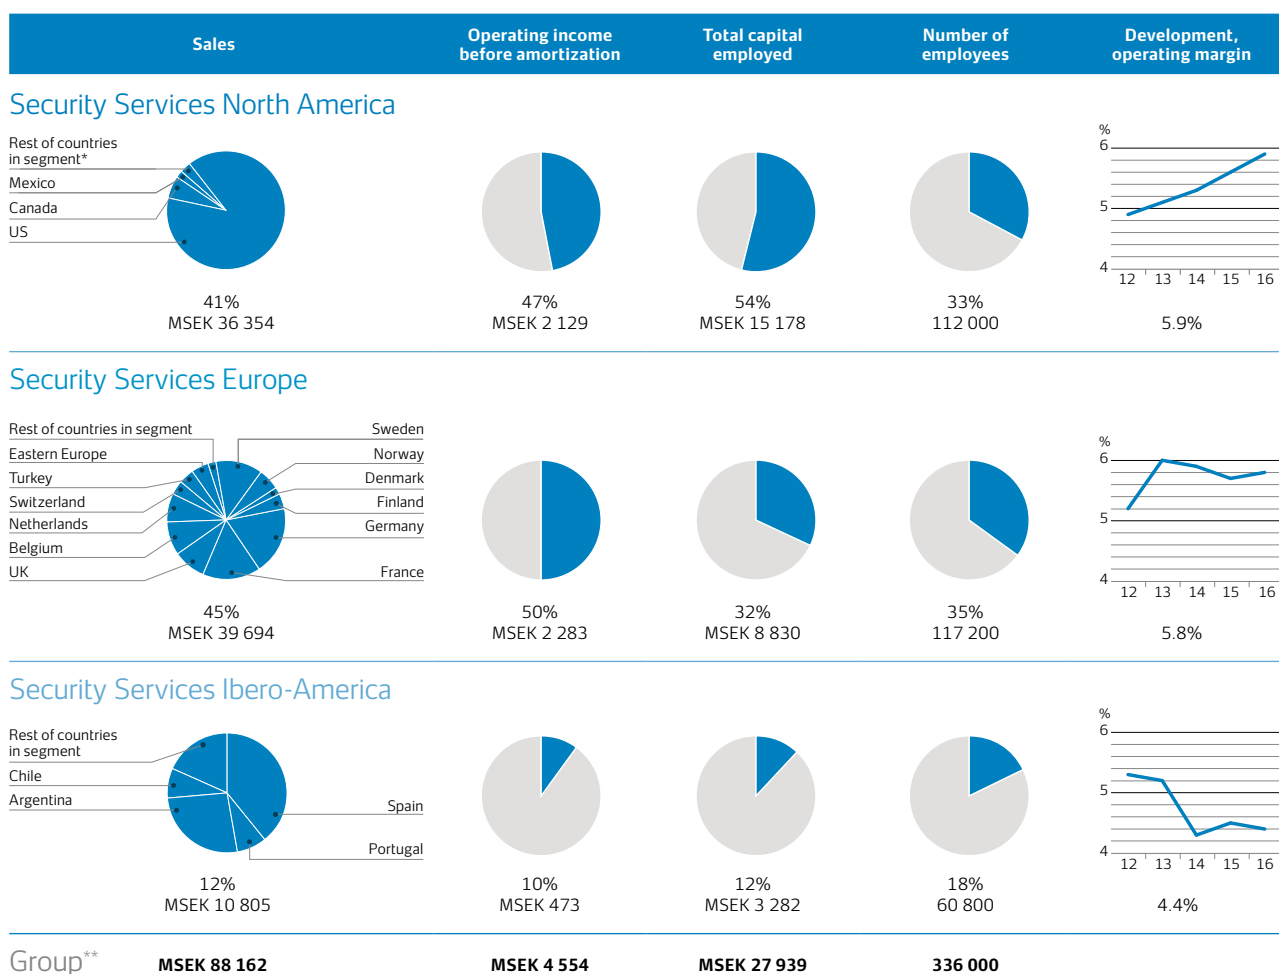 Sales
Operating income
before amortization
Total capital
employed
Number of
employees
Development,
operating margin
Security Services North America
Rest of countries
in segment*
Mexico
Canada
US
%
6
5
4
12 13 14 15 16
41%
MSEK 36 354
47%
MSEK 2 129
54%
MSEK 15 178
33%
112 000
5.9%
Security Services Europe
Rest of countries in segment
Eastern Europe
Turkey
Switzerland
Netherlands
Belgium
UK
Sweden
Norway
Denmark
Finland
Germany
France
%
6
5
4
12 13 14 15 16
45%
MSEK 39 694
50%
MSEK 2 283
32%
MSEK 8 830
35%
117 200
5.8%
Security Services Ibero-America
Rest of countries
in segment
Chile
Argentina
Spain
Portugal
%
6
5
4
12 13 14 15 16
12%
MSEK 10 805
10%
MSEK 473
12%
MSEK 3 282
18%
60 800
4.4%
Group** MSEK 88 162 MSEK 4 554 MSEK 27 939 336 000